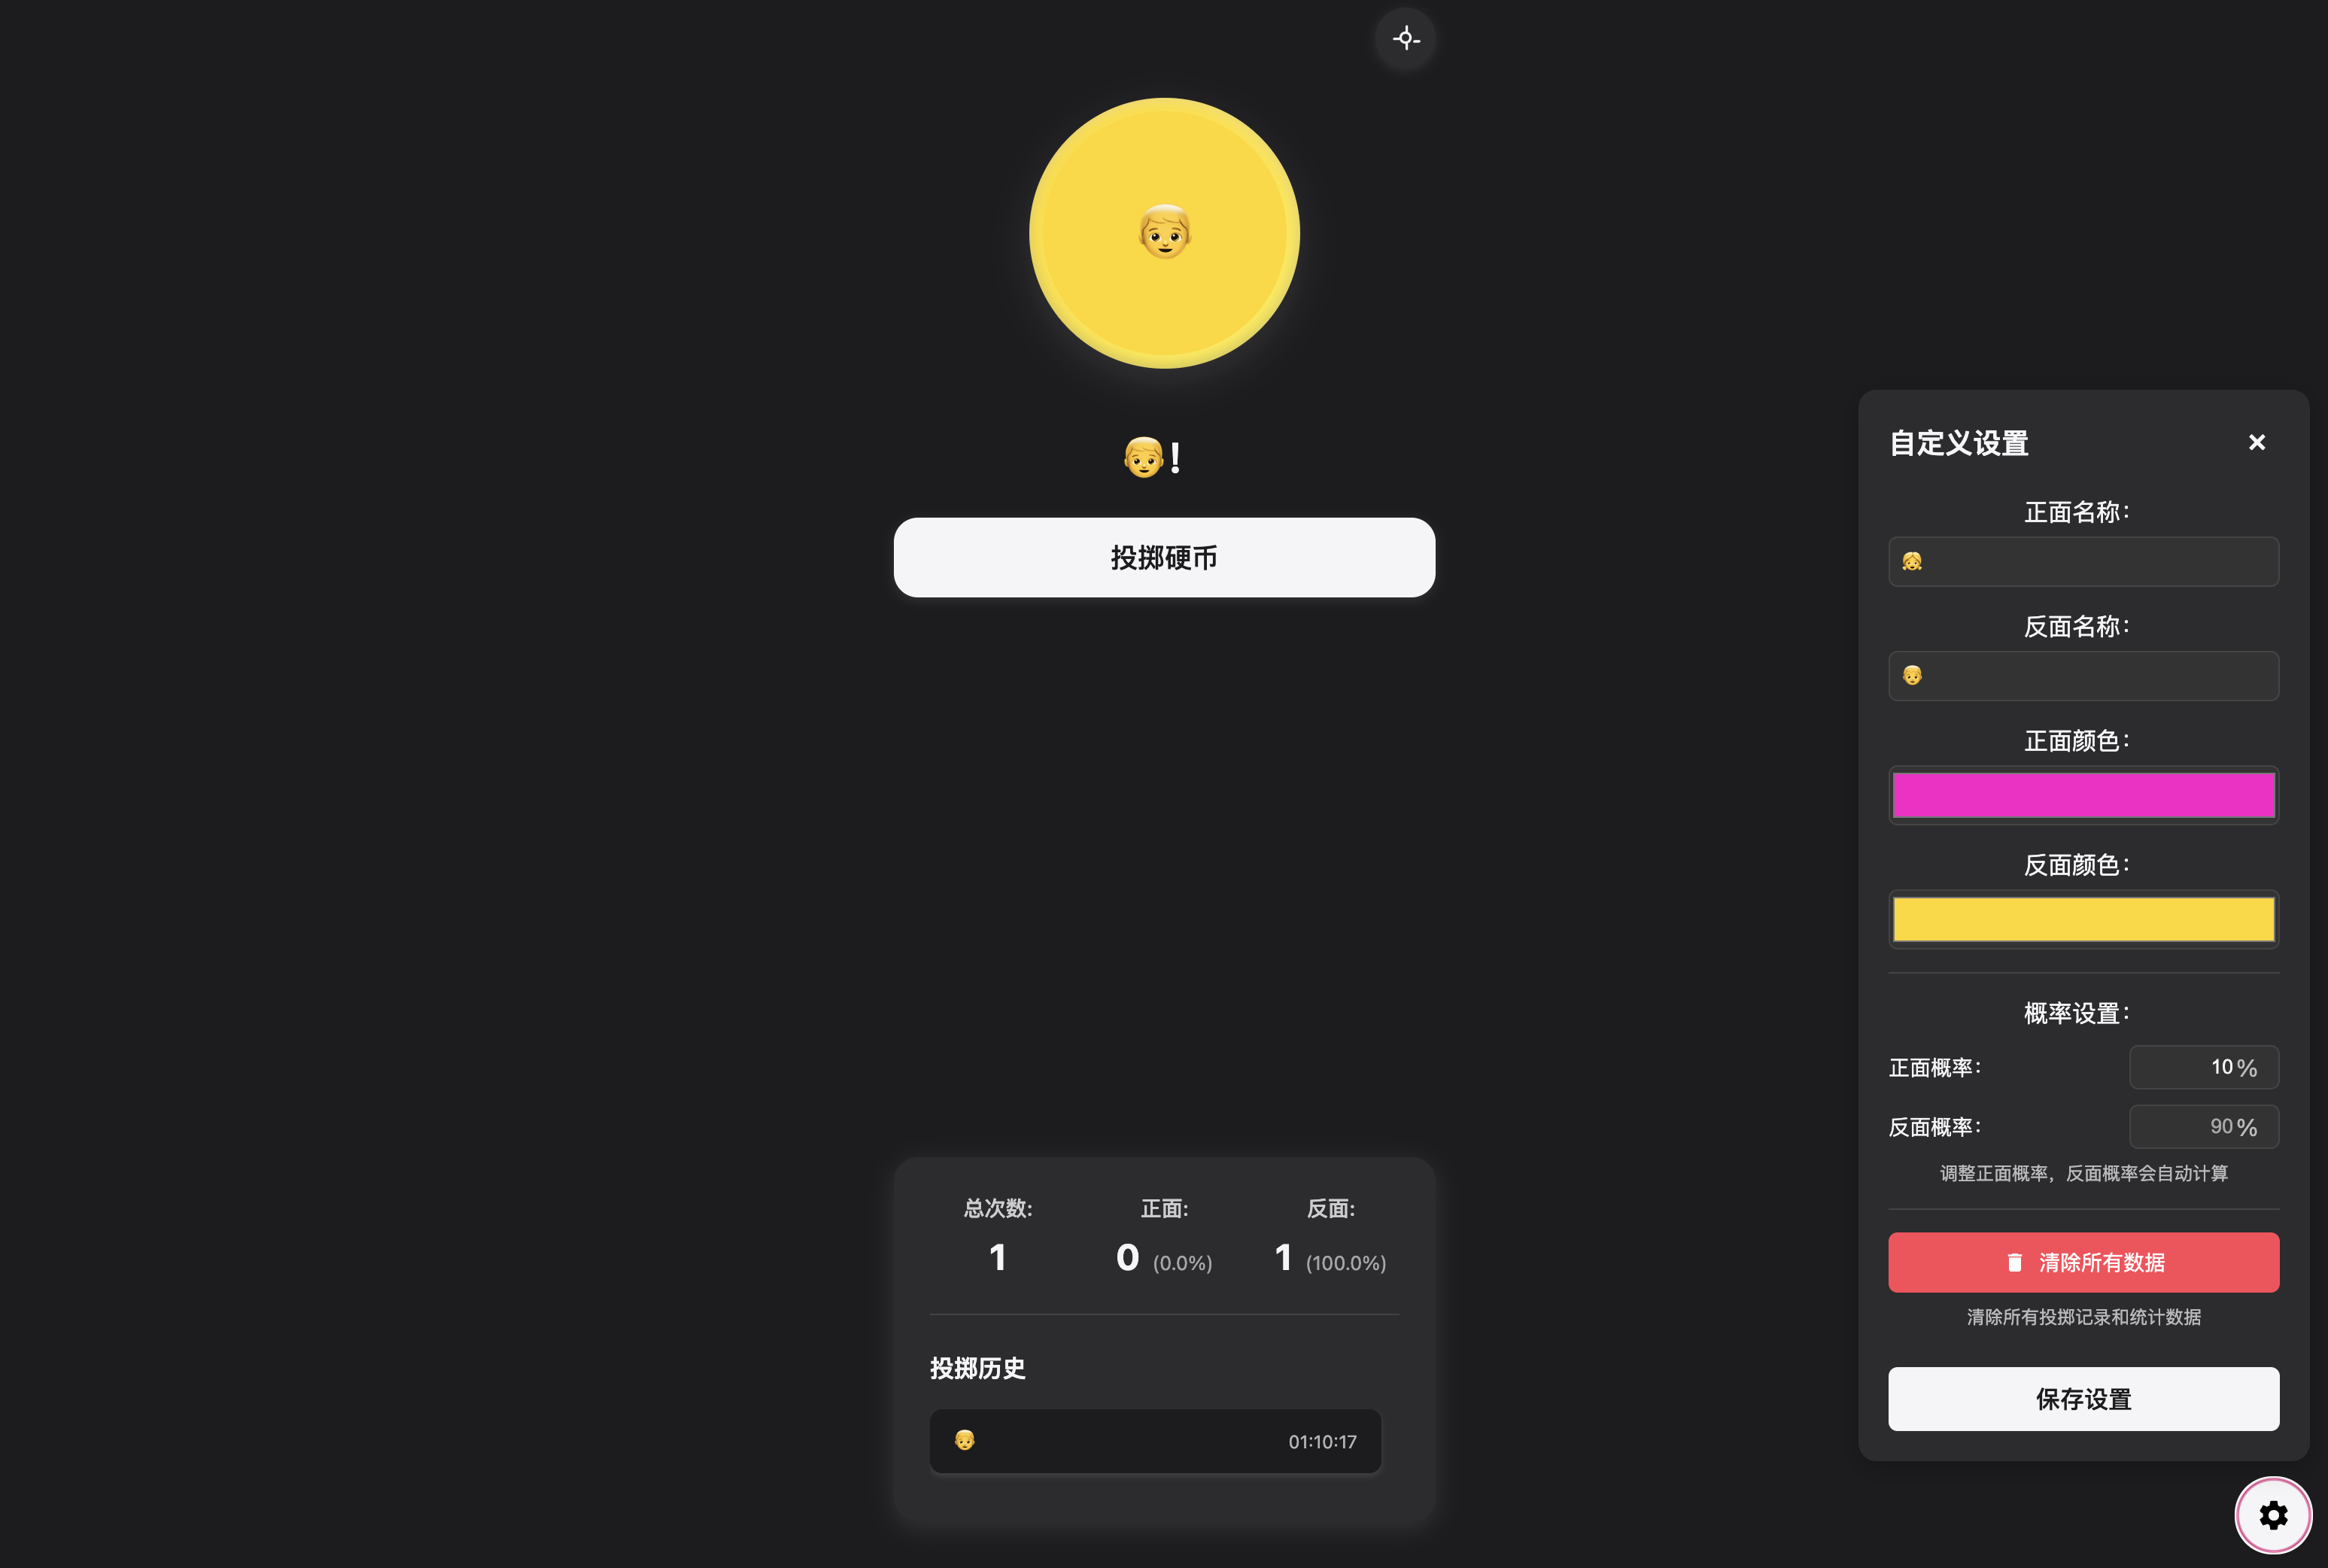 👦
👦!
投掷硬币
总次数:
1
正面:
0 (0.0%)
反面:
1 (100.0%)
投掷历史
👦 01:10:17
自定义设置 ×
正面名称：
👧
反面名称：
👦
正面颜色：
反面颜色：
概率设置：
正面概率： 10%
反面概率： 90%
调整正面概率，反面概率会自动计算
清除所有数据
清除所有投掷记录和统计数据
保存设置